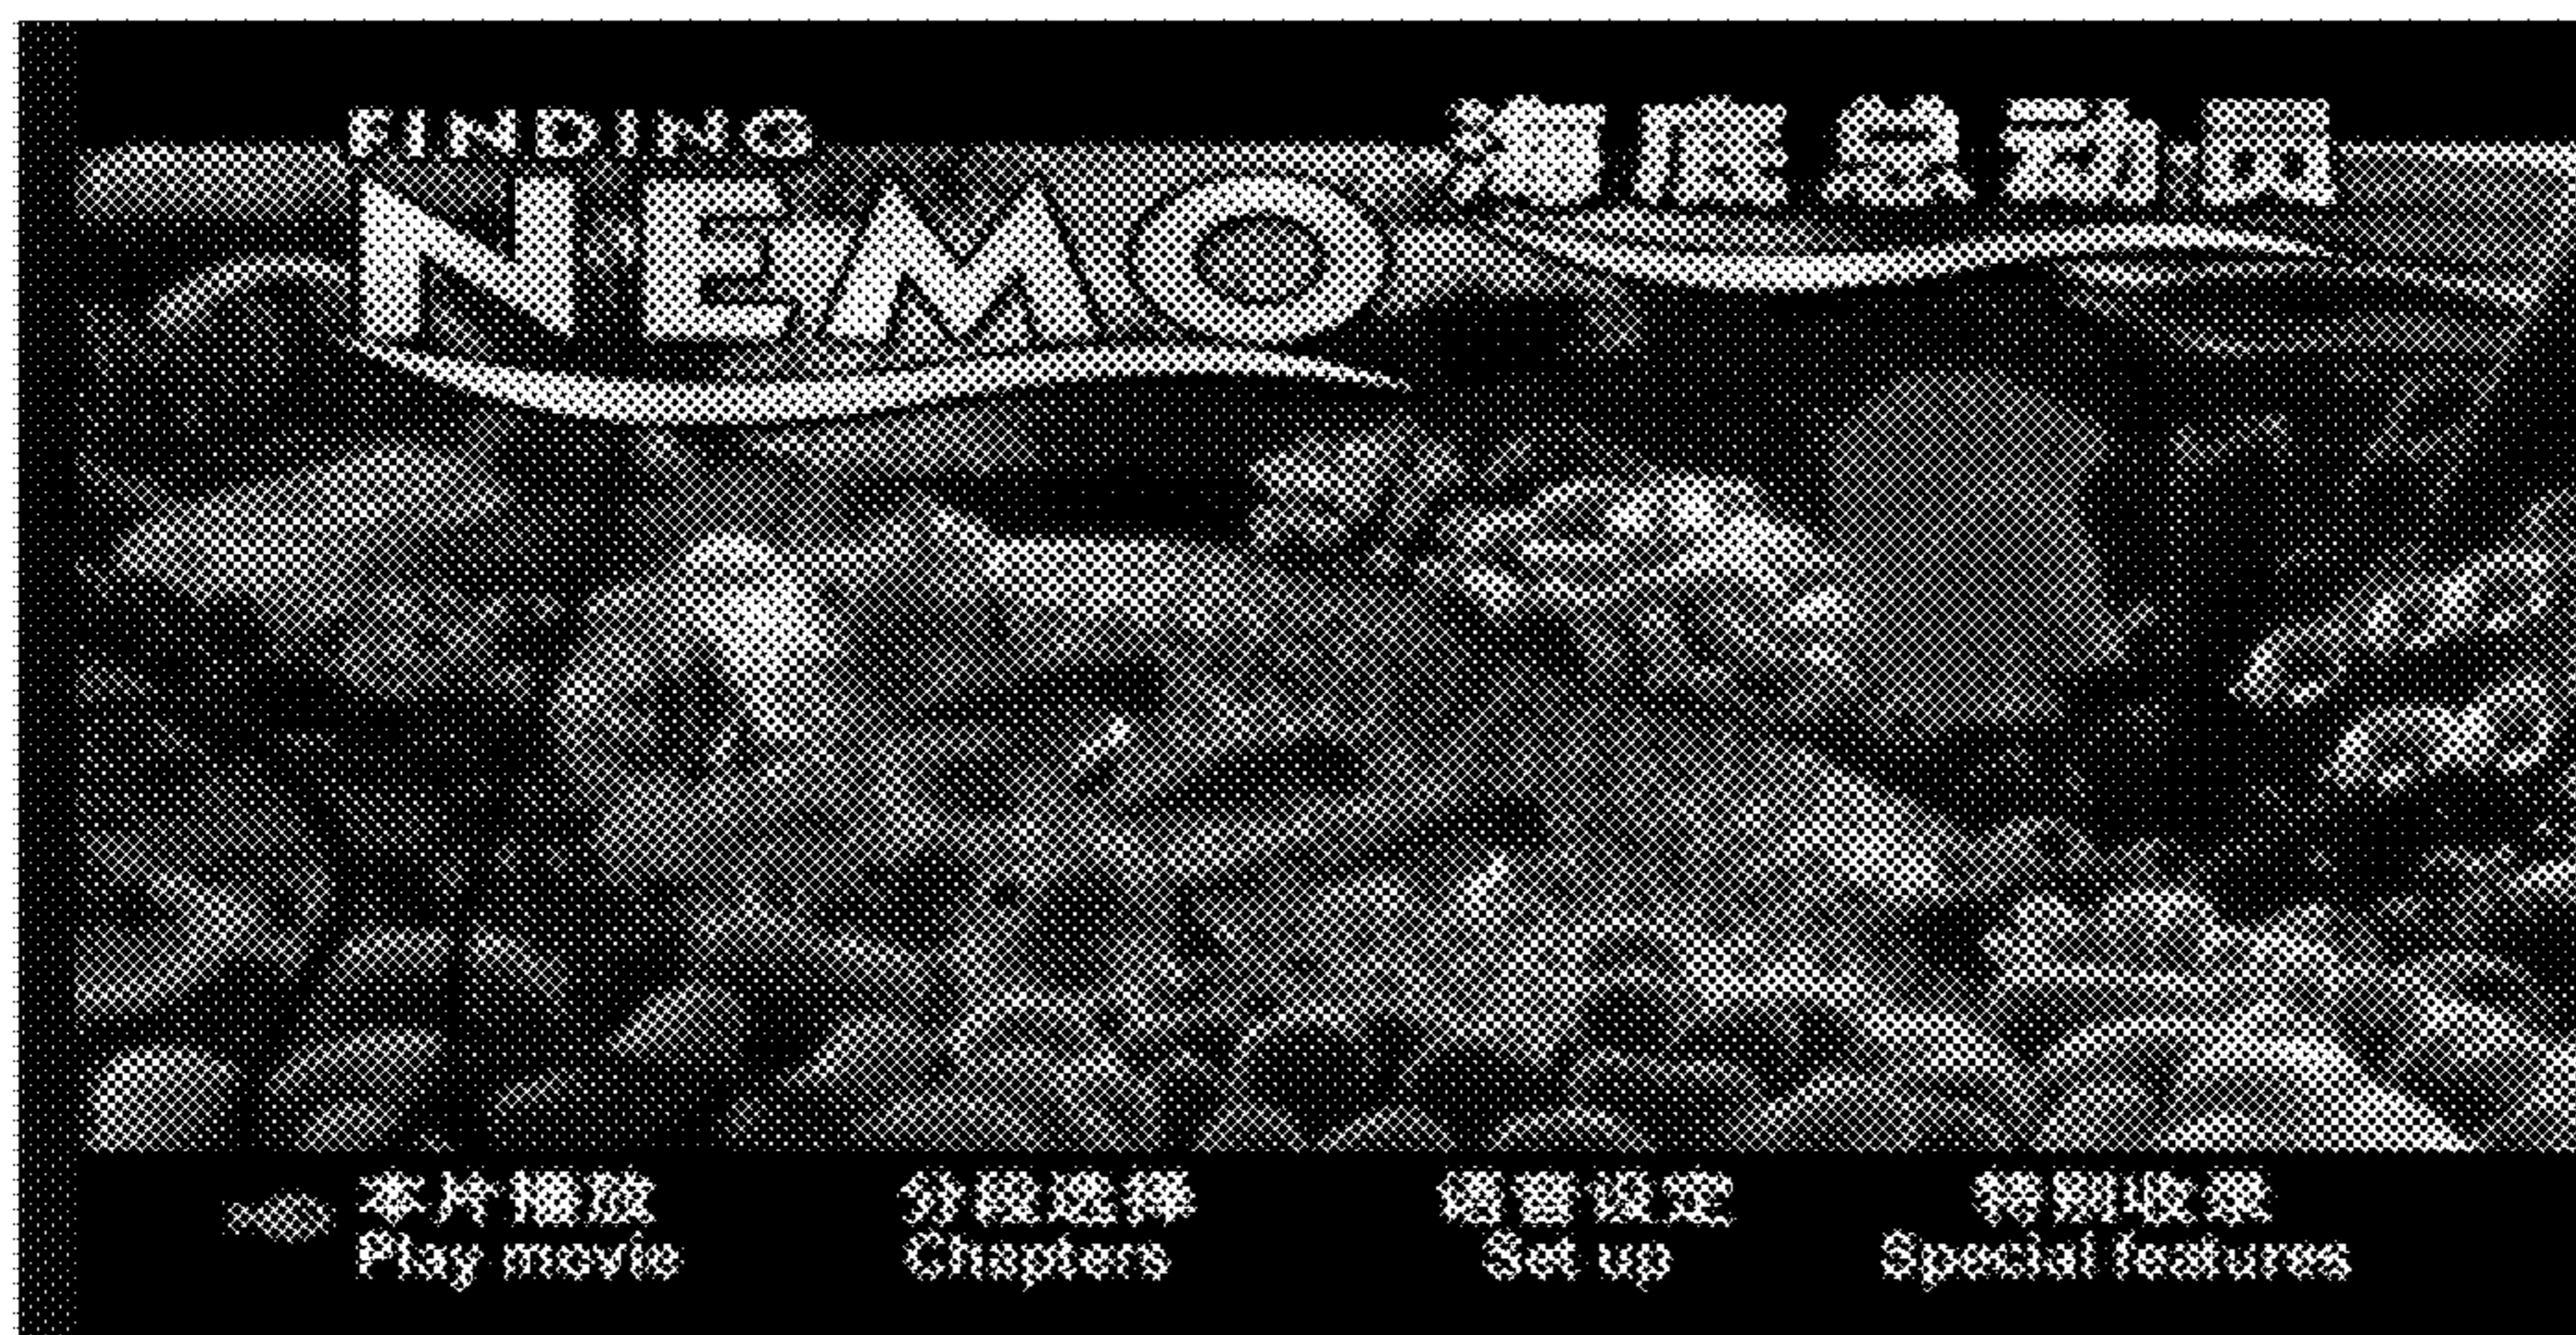 FINDING
NEMO
海底总动员
本片播放
Play movie
分段选择
Chapters
语言设定
Set up
特别收录
Special features